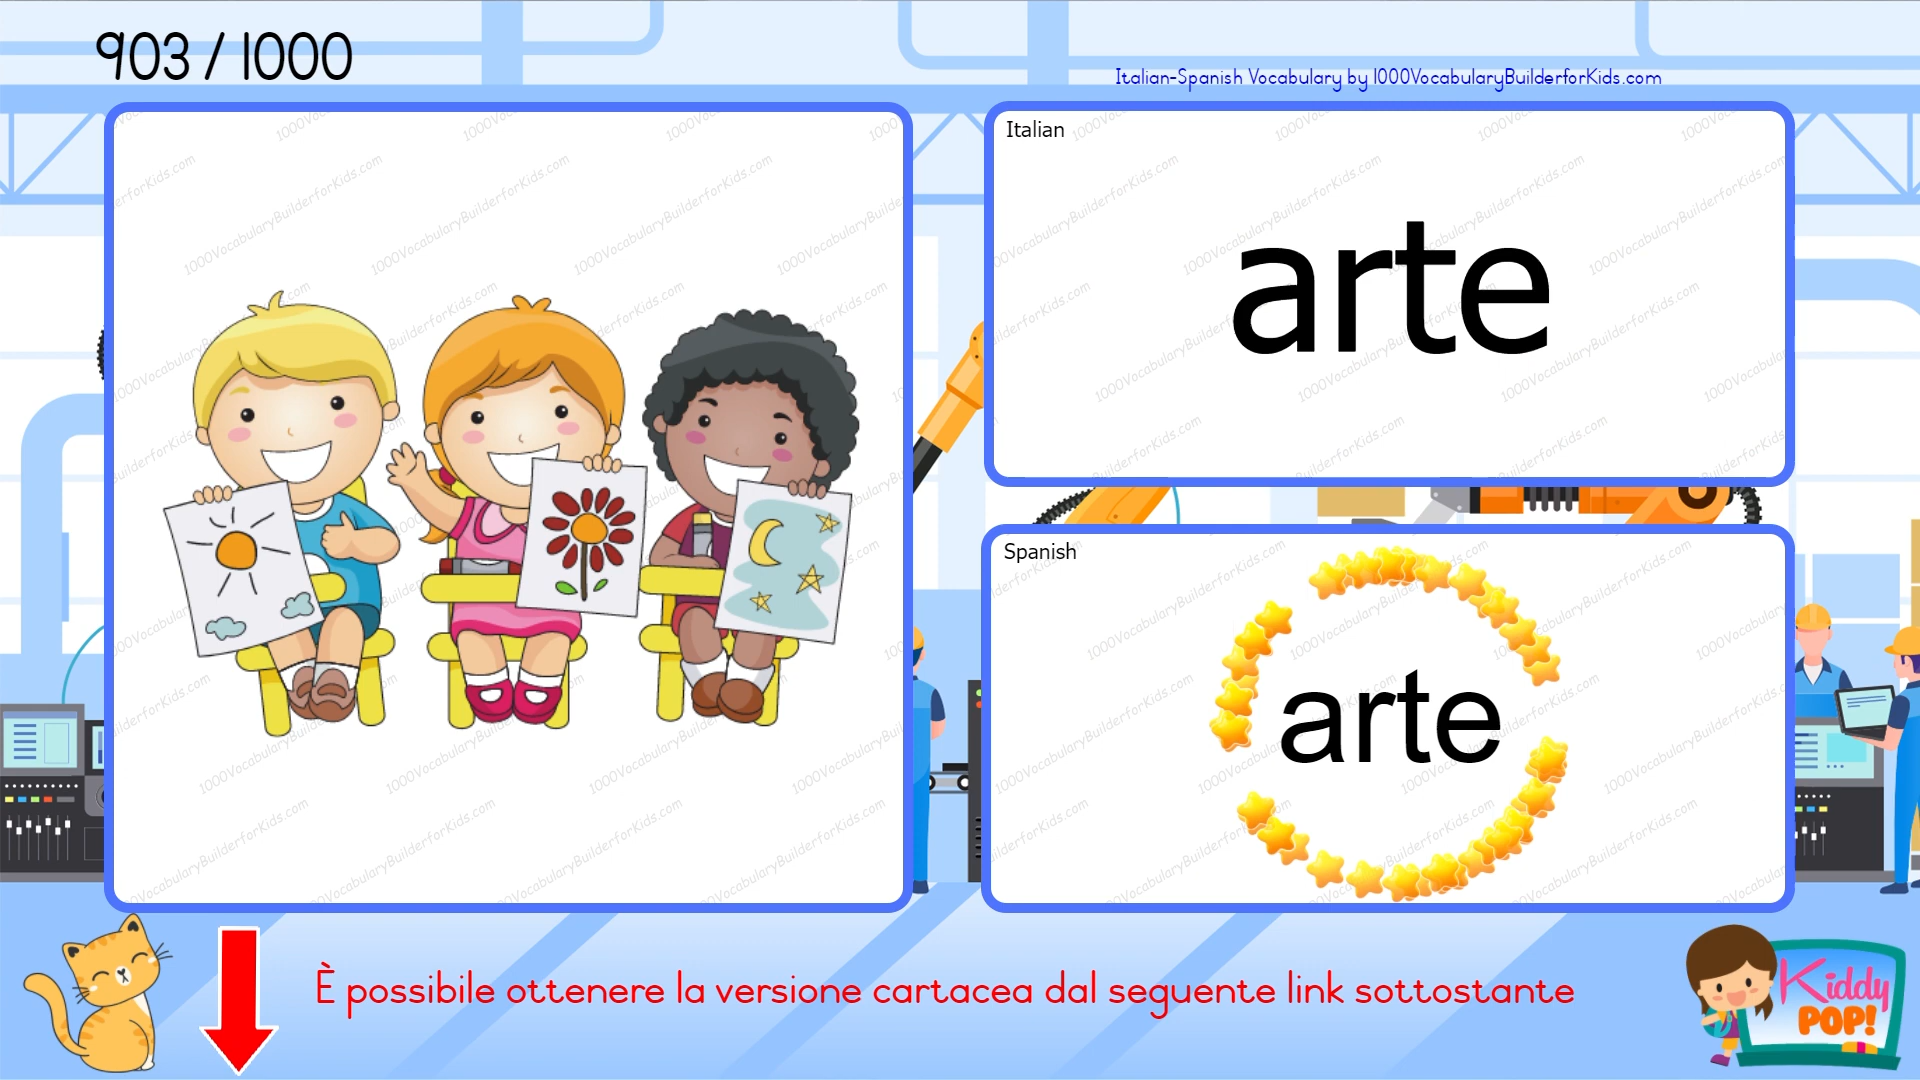 903 / 1000
Italian-Spanish Vocabulary by 1000VocabularyBuilderforKids.com
Italian
arte
Spanish
arte
È possibile ottenere la versione cartacea dal seguente link sottostante
Kiddy
POP!